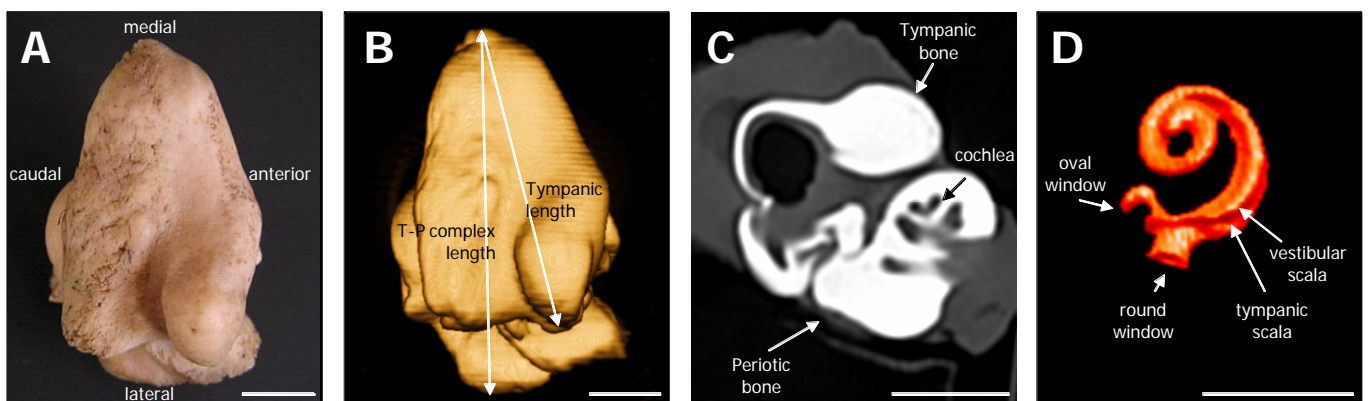 A
medial
caudal
anterior
lateral
B
Tympanic
length
T-P complex
length
C
Tympanic
bone
cochlea
Periotic
bone
D
oval
window
vestibular
scala
round
window
tympanic
scala